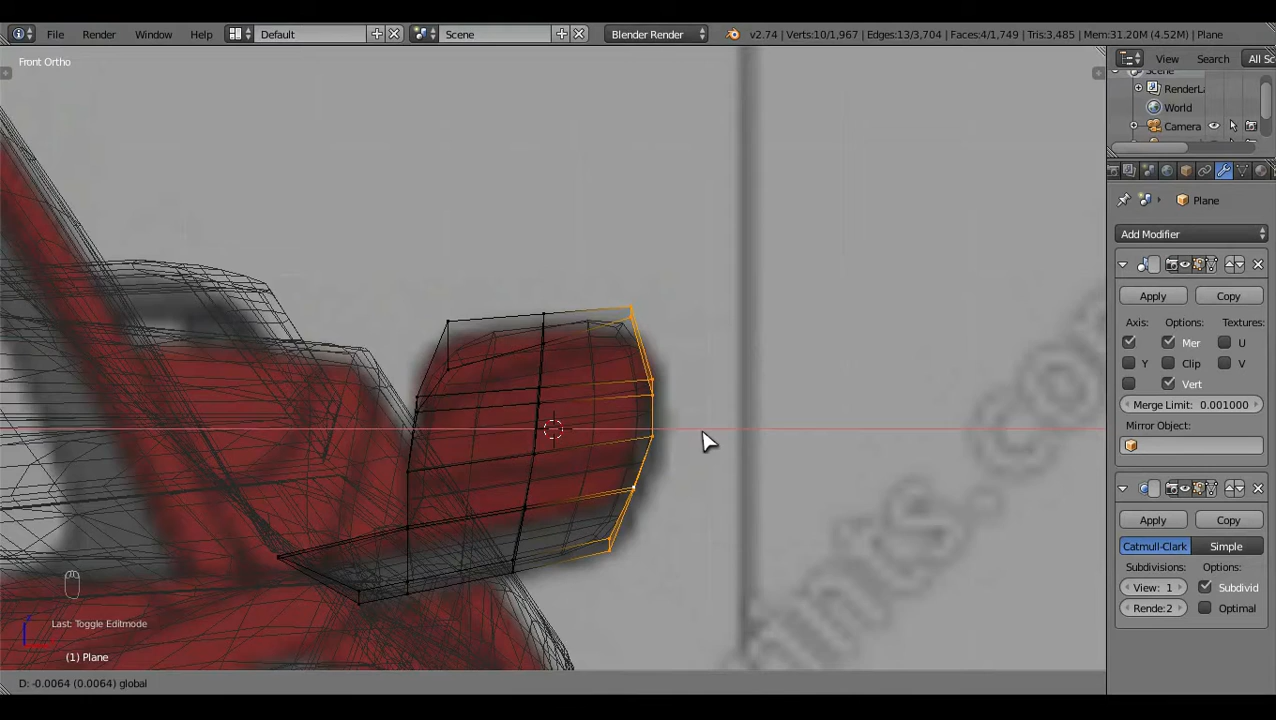 File Render Window Help Default Scene Blender Render v2.74 | Verts:10/1,967 | Edges:13/3,704 | Faces:4/1,749 | Tris:3,485 | Mem:31.20M (4.52M) | Plane
Front Ortho
View Search All Sc
Scene
RenderLa
World
Camera
Plane
Add Modifier
Apply Copy
Axis: Options: Textures:
Mer U
Y Clip V
Vert
Merge Limit: 0.001000
Mirror Object:
Apply Copy
Catmull-Clark Simple
Subdivisions: Options:
View: 1 Subdivid
Rende:2 Optimal
ints.com
Last: Toggle Editmode
(1) Plane
D: -0.0064 (0.0064) global